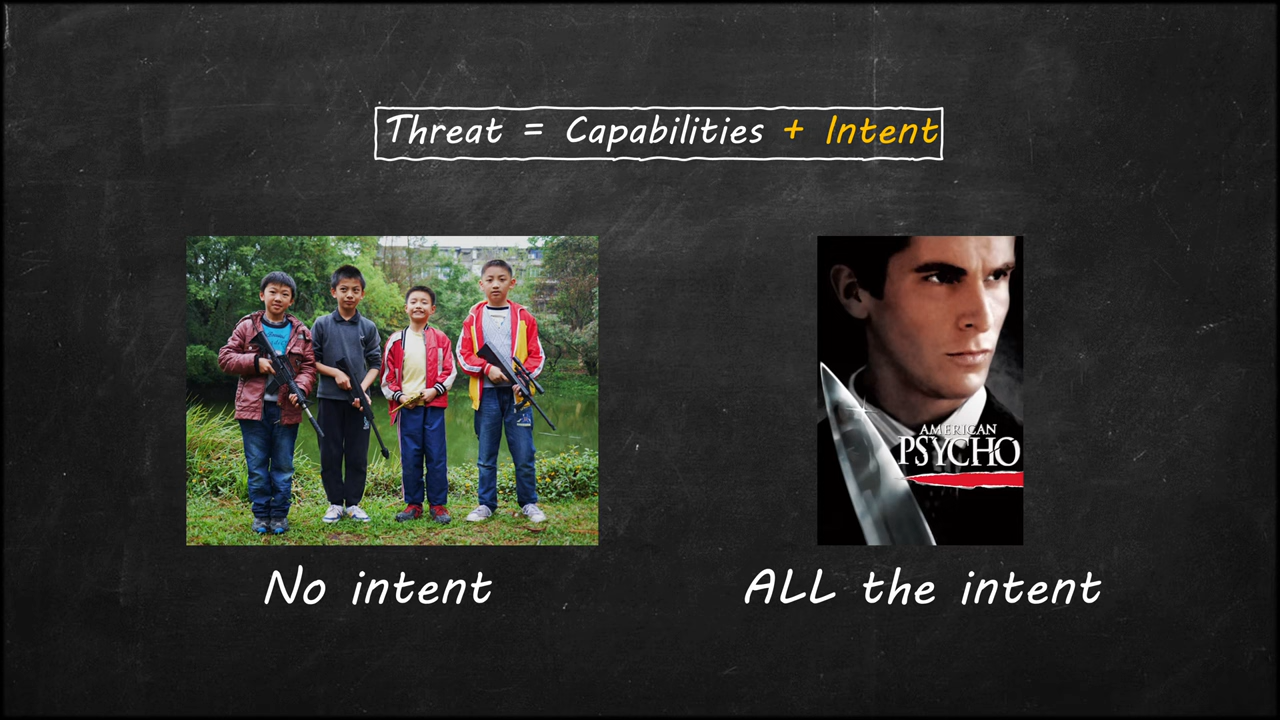 Threat = Capabilities + Intent
AMERICAN
PSYCHO
No intent
ALL the intent